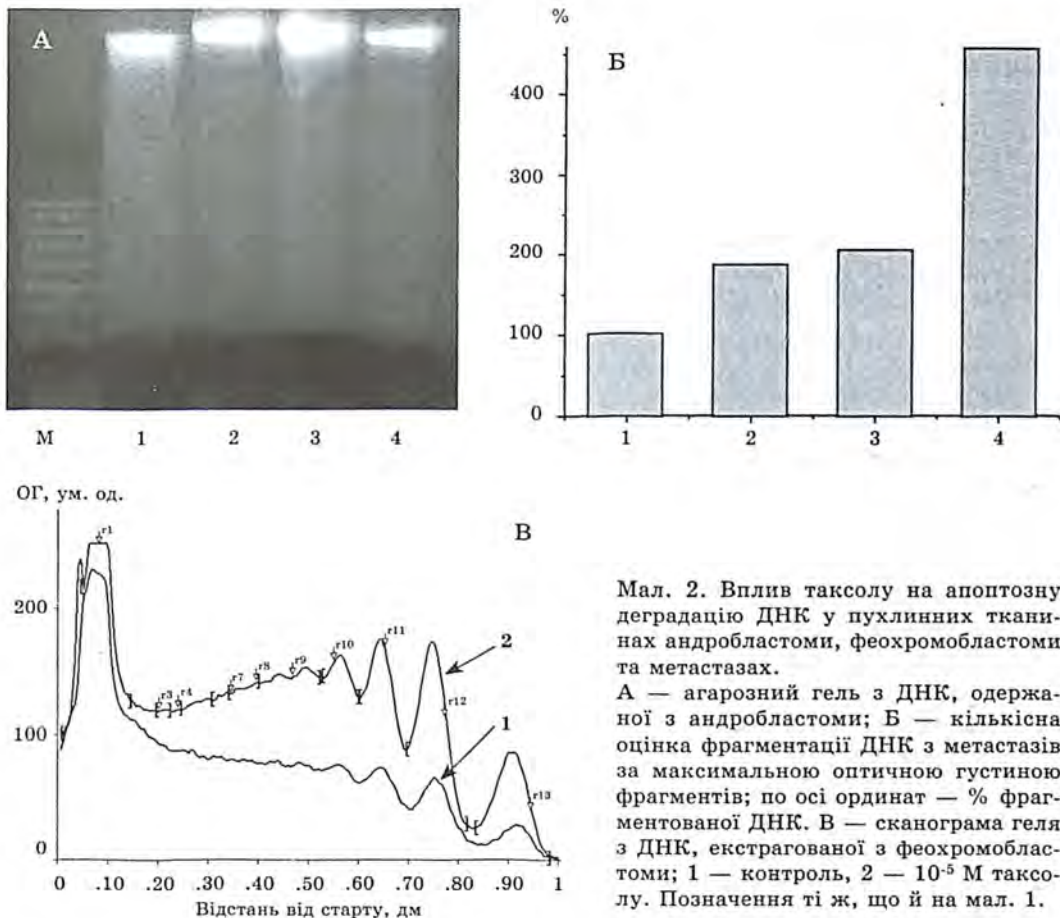 А
М 1 2 3 4
%
Б
400
300
200
100
0
1 2 3 4
ОГ, ум. од.
В
200
100
0
r1
r3
r4
r7
r8
r9
r10
r11
r12
r13
2
1
0 .10 .20 .30 .40 .50 .60 .70 .80 .90 1
Відстань від старту, дм
Мал. 2. Вплив таксолу на апоптозну
деградацію ДНК у пухлинних ткани-
нах андробластоми, феохромобластоми
та метастазах.
А — агарозний гель з ДНК, одержа-
ної з андробластоми; Б — кількісна
оцінка фрагментації ДНК з метастазів
за максимальною оптичною густиною
фрагментів; по осі ординат — % фраг-
ментованої ДНК. В — сканограма геля
з ДНК, екстрагованої з феохромоблас-
томи; 1 — контроль, 2 — 10⁻⁵ М таксо-
лу. Позначення ті ж, що й на мал. 1.